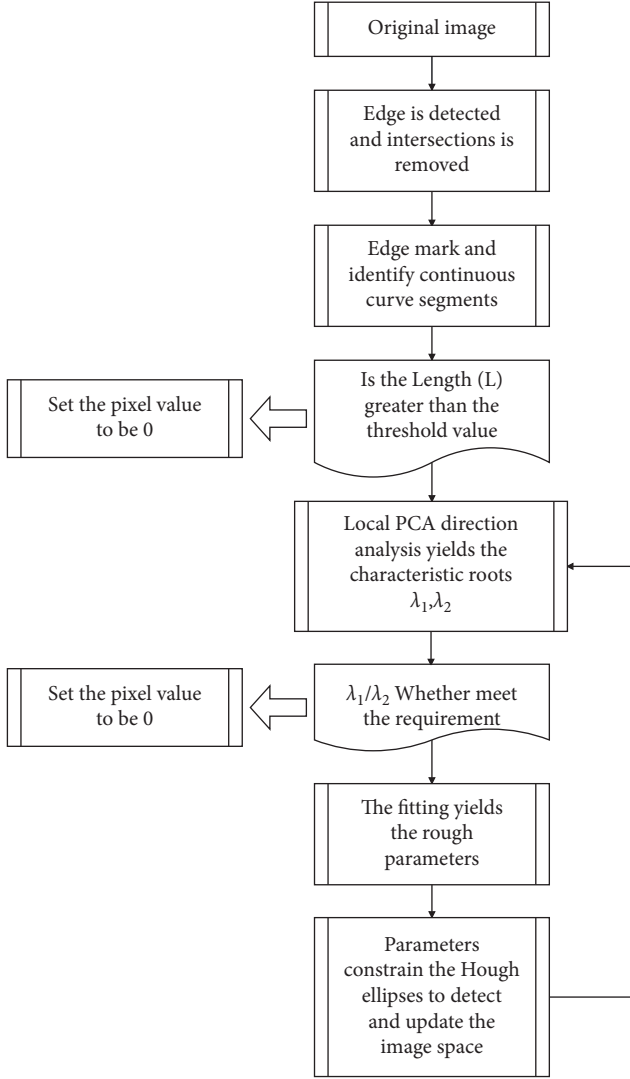 Original image
Edge is detected
and intersections is
removed
Edge mark and
identify continuous
curve segments
Is the Length (L)
greater than the
threshold value
Set the pixel value
to be 0
Local PCA direction
analysis yields the
characteristic roots
λ₁,λ₂
λ₁/λ₂ Whether meet
the requirement
Set the pixel value
to be 0
The fitting yields
the rough
parameters
Parameters
constrain the Hough
ellipses to detect
and update the
image space